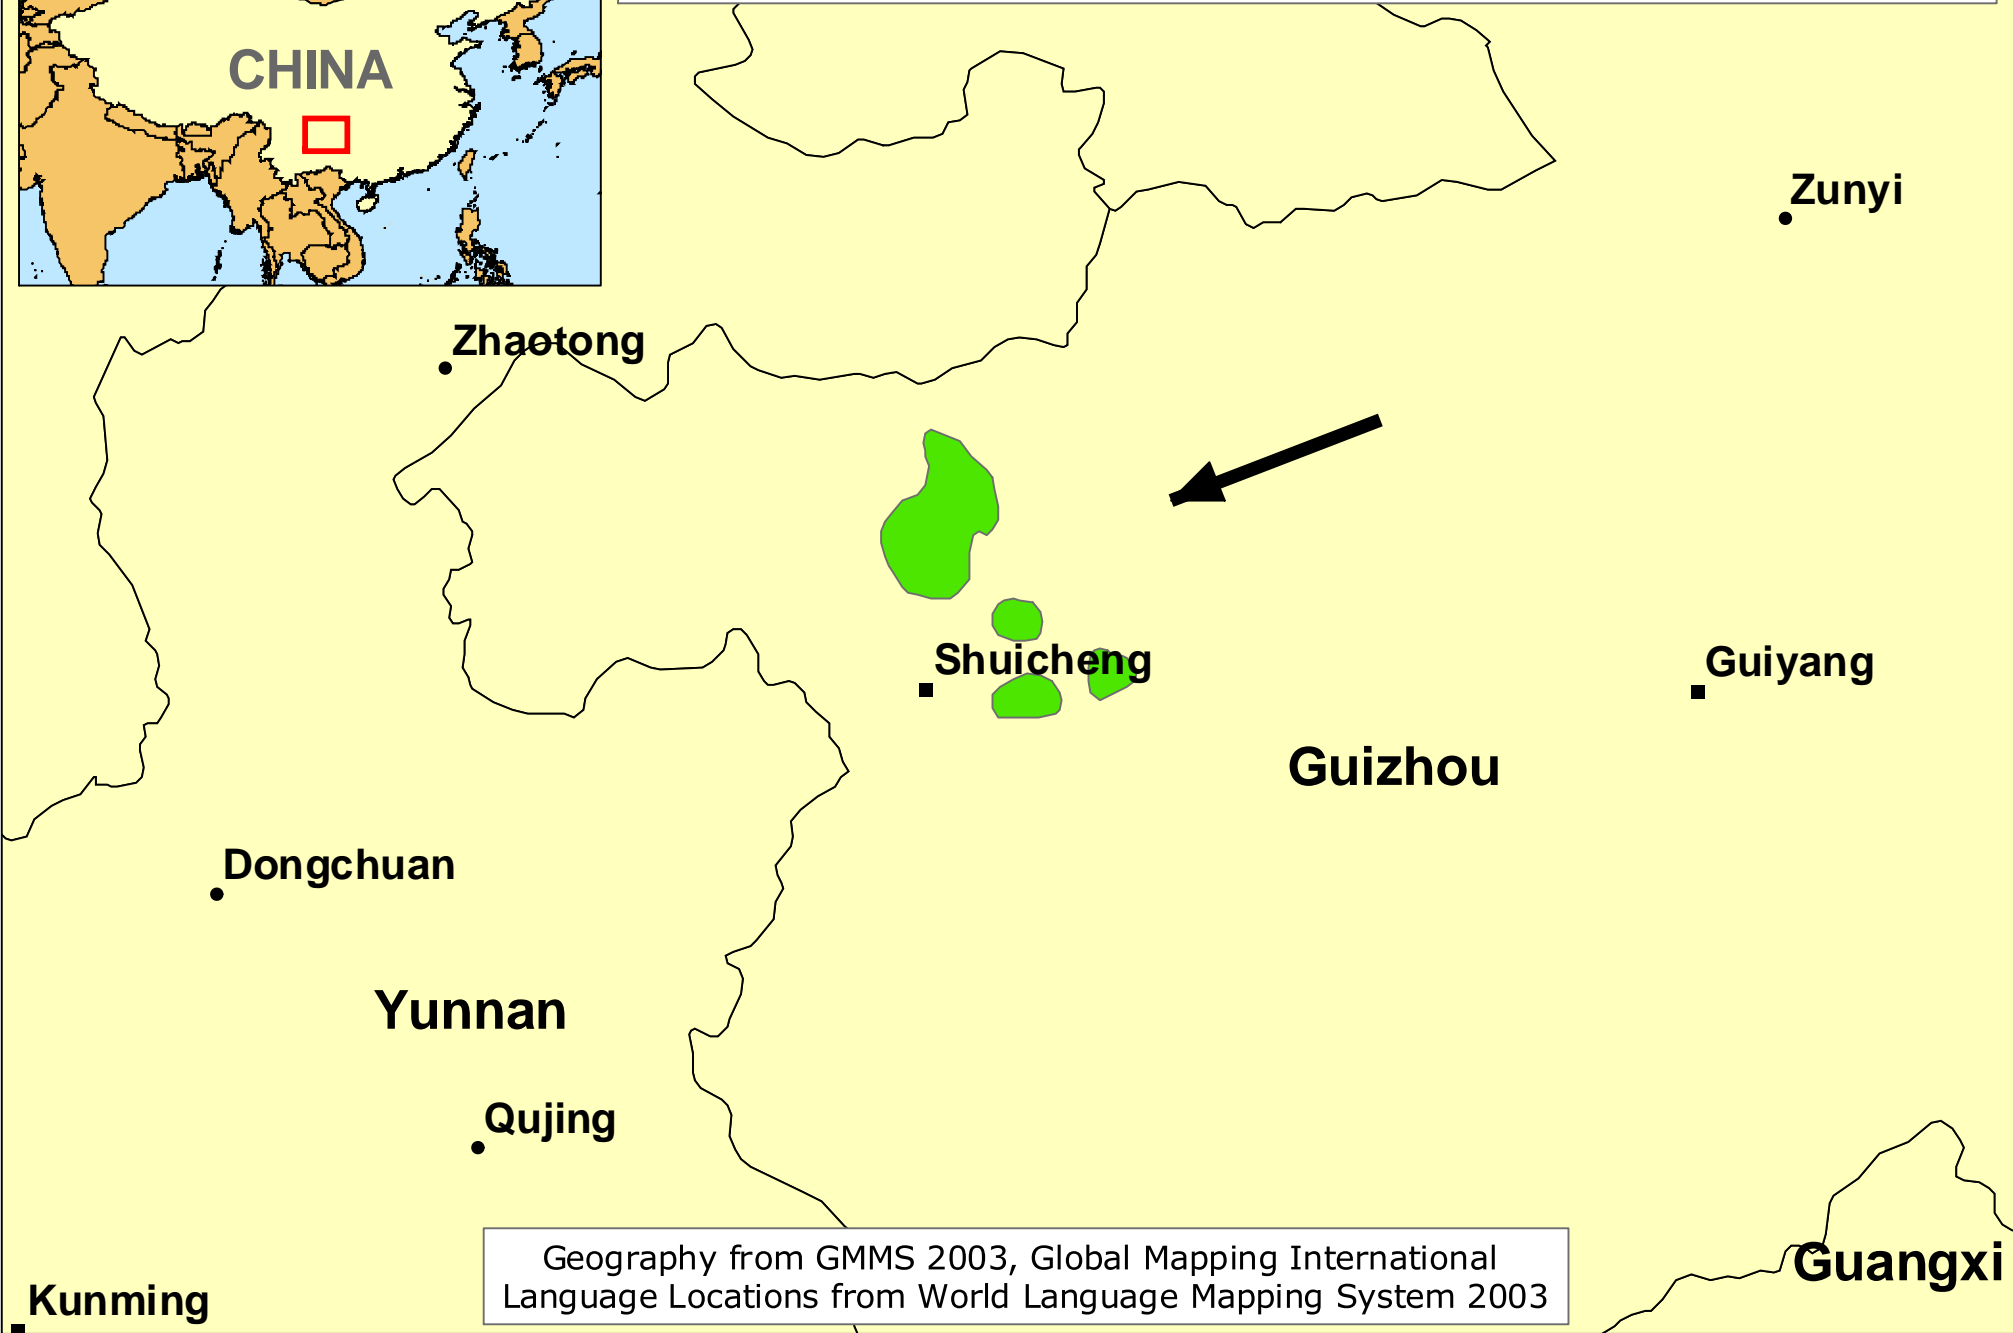 CHINA
Zunyi
Zhaotong
Shuicheng
Guiyang
Guizhou
Dongchuan
Yunnan
Qujing
Geography from GMMS 2003, Global Mapping International
Language Locations from World Language Mapping System 2003
Guangxi
Kunming